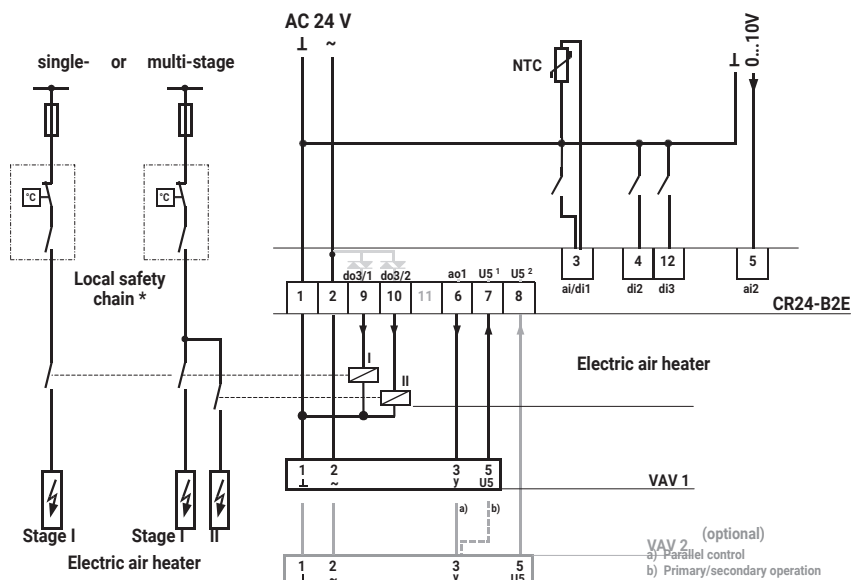 AC 24 V
⊥ ~
single- or multi-stage
NTC
⊥ 0...10V
°C °C
Local safety
chain *
do3/1 do3/2 ao1 U5 1 U5 2
1 2 9 10 11 6 7 8
3 4 12 5
ai/di1 di2 di3 ai2
CR24-B2E
I
II
Electric air heater
1 2 3 5
⊥ ~ y U5
VAV 1
a) b)
Stage I Stage I II
Electric air heater
VAV 2 (optional)
1 2 3 5
⊥ ~ y U5
a) Parallel control
b) Primary/secondary operation